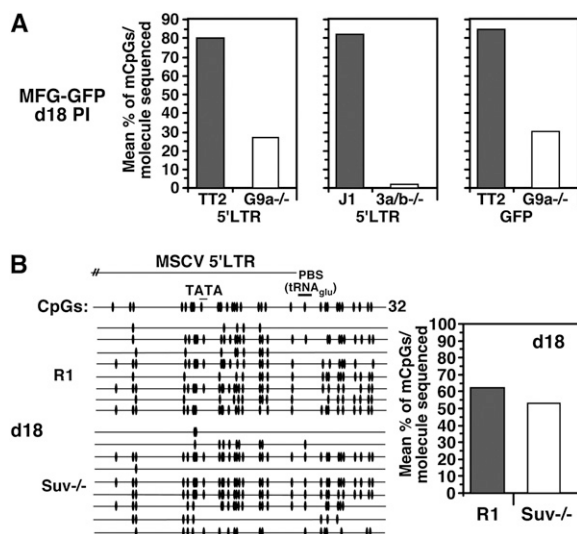 A
MFG-GFP
d18 PI
Mean % of mCpGs/
molecule sequenced
90
80
70
60
50
40
30
20
10
0
TT2 G9a-/-
5'LTR
J1 3a/b-/-
5'LTR
TT2 G9a-/-
GFP
B
MSCV 5'LTR
PBS
TATA (tRNAglu)
CpGs: 32
R1
d18
Suv-/-
Mean % of mCpGs/
molecule sequenced
100
90
80
70
60
50
40
30
20
10
0
d18
R1 Suv-/-